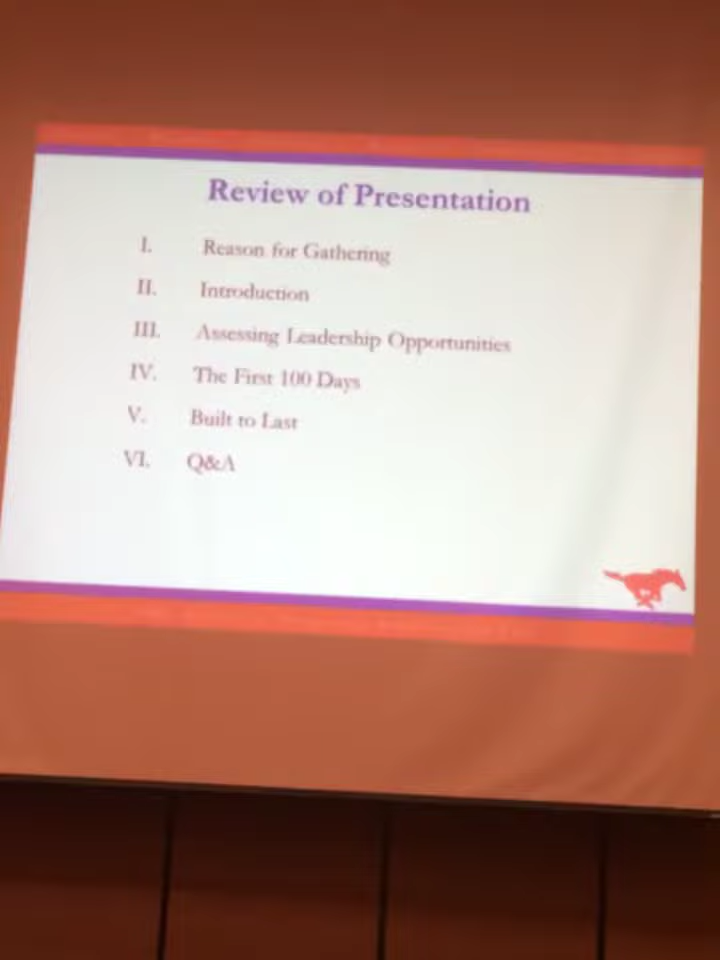 Review of Presentation
I. Reason for Gathering
II. Introduction
III. Assessing Leadership Opportunities
IV. The First 100 Days
V. Built to Last
VI. Q&A